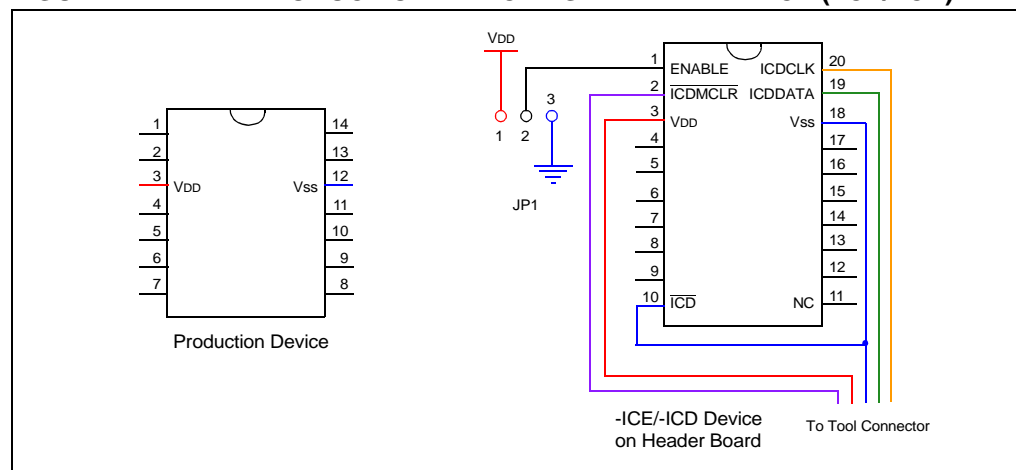 VDD
1
2
3
JP1
1
2
3
4
5
6
7
VDD
VSS
14
13
12
11
10
9
8
Production Device
1
2
3
4
5
6
7
8
9
10
ENABLE
ICDMCLR
VDD
ICD
ICDCLK
ICDDATA
VSS
NC
20
19
18
17
16
15
14
13
12
11
-ICE/-ICD Device
on Header Board
To Tool Connector